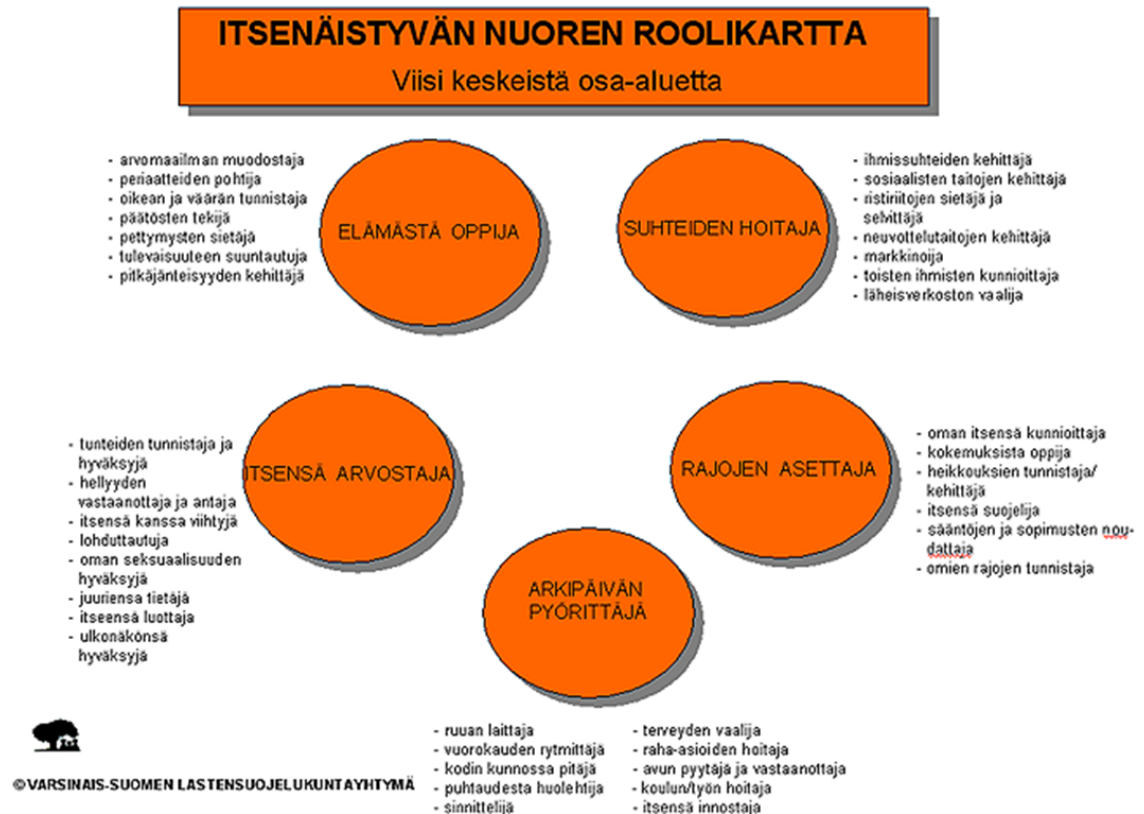 ITSENÄISTYVÄN NUOREN ROOLIKARTTA
Viisi keskeistä osa-aluetta
- arvomaailman muodostaja
- periaatteiden pohtija
- oikean ja väärän tunnistaja
- päätösten tekijä
- pettymysten sietäjä
- tulevaisuuteen suuntautuja
- pitkäjänteisyyden kehittäjä
ELÄMÄSTÄ OPPIJA
SUHTEIDEN HOITAJA
- ihmissuhteiden kehittäjä
- sosiaalisten taitojen kehittäjä
- ristiriitojen sietäjä ja
selvittäjä
- neuvottelutaitojen kehittäjä
- markkinoija
- toisten ihmisten kunnioittaja
- läheisverkoston vaalija
- tunteiden tunnistaja ja
hyväksyjä
- hellyyden
vastaanottaja ja antaja
- itsensä kanssa viihtyjä
- lohduttautuja
- oman seksuaalisuuden
hyväksyjä
- juuriensa tietäjä
- itseensä luottaja
- ulkonäkönsä
hyväksyjä
ITSENSÄ ARVOSTAJA
RAJOJEN ASETTAJA
- oman itsensä kunnioittaja
- kokemuksista oppija
- heikkouksien tunnistaja/
kehittäjä
- itsensä suojelija
- sääntöjen ja sopimusten nou-
dattaja
- omien rajojen tunnistaja
ARKIPÄIVÄN
PYÖRITTÄJÄ
- ruuan laittaja
- vuorokauden rytmittäjä
- kodin kunnossa pitäjä
- puhtaudesta huolehtija
- sinnittelijä
- terveyden vaalija
- raha-asioiden hoitaja
- avun pyytäjä ja vastaanottaja
- koulun/työn hoitaja
- itsensä innostaja
©VARSINAIS-SUOMEN LASTENSUOJELUKUNTAYHTYMÄ